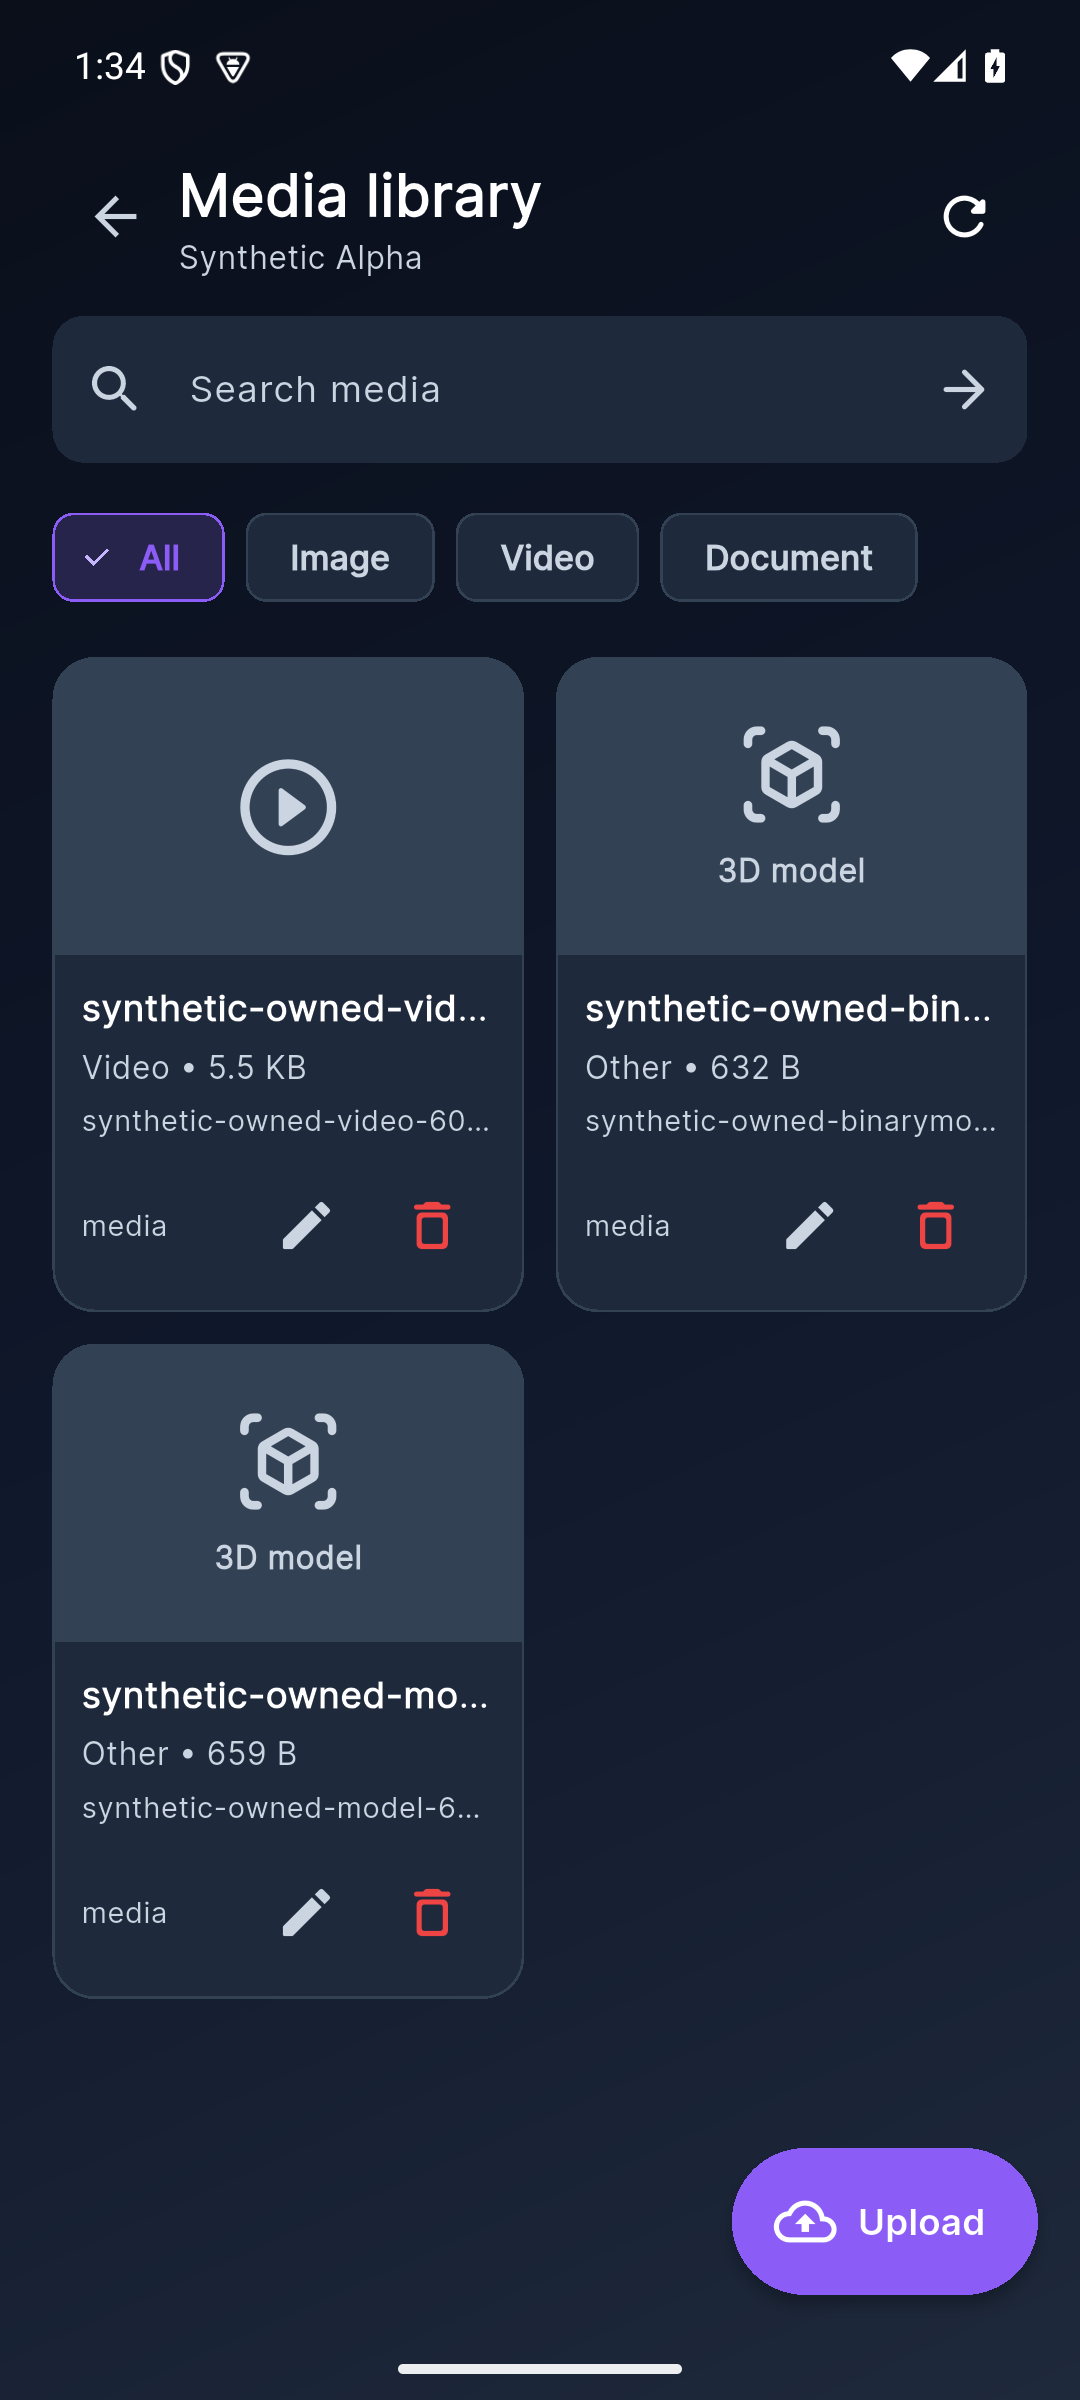 1:34
Media library
Synthetic Alpha
Search media
All
Image
Video
Document
synthetic-owned-vid...
Video • 5.5 KB
synthetic-owned-video-60...
media
3D model
synthetic-owned-bin...
Other • 632 B
synthetic-owned-binarymo...
media
3D model
synthetic-owned-mo...
Other • 659 B
synthetic-owned-model-6...
media
Upload